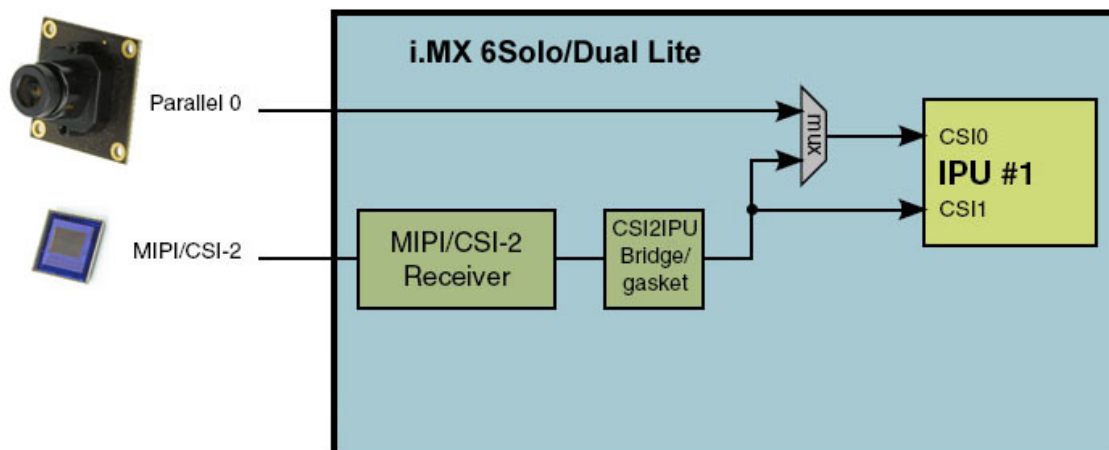 i.MX 6Solo/Dual Lite
Parallel 0
mux
CSI0
IPU #1
CSI1
MIPI/CSI-2
MIPI/CSI-2
Receiver
CSI2IPU
Bridge/
gasket